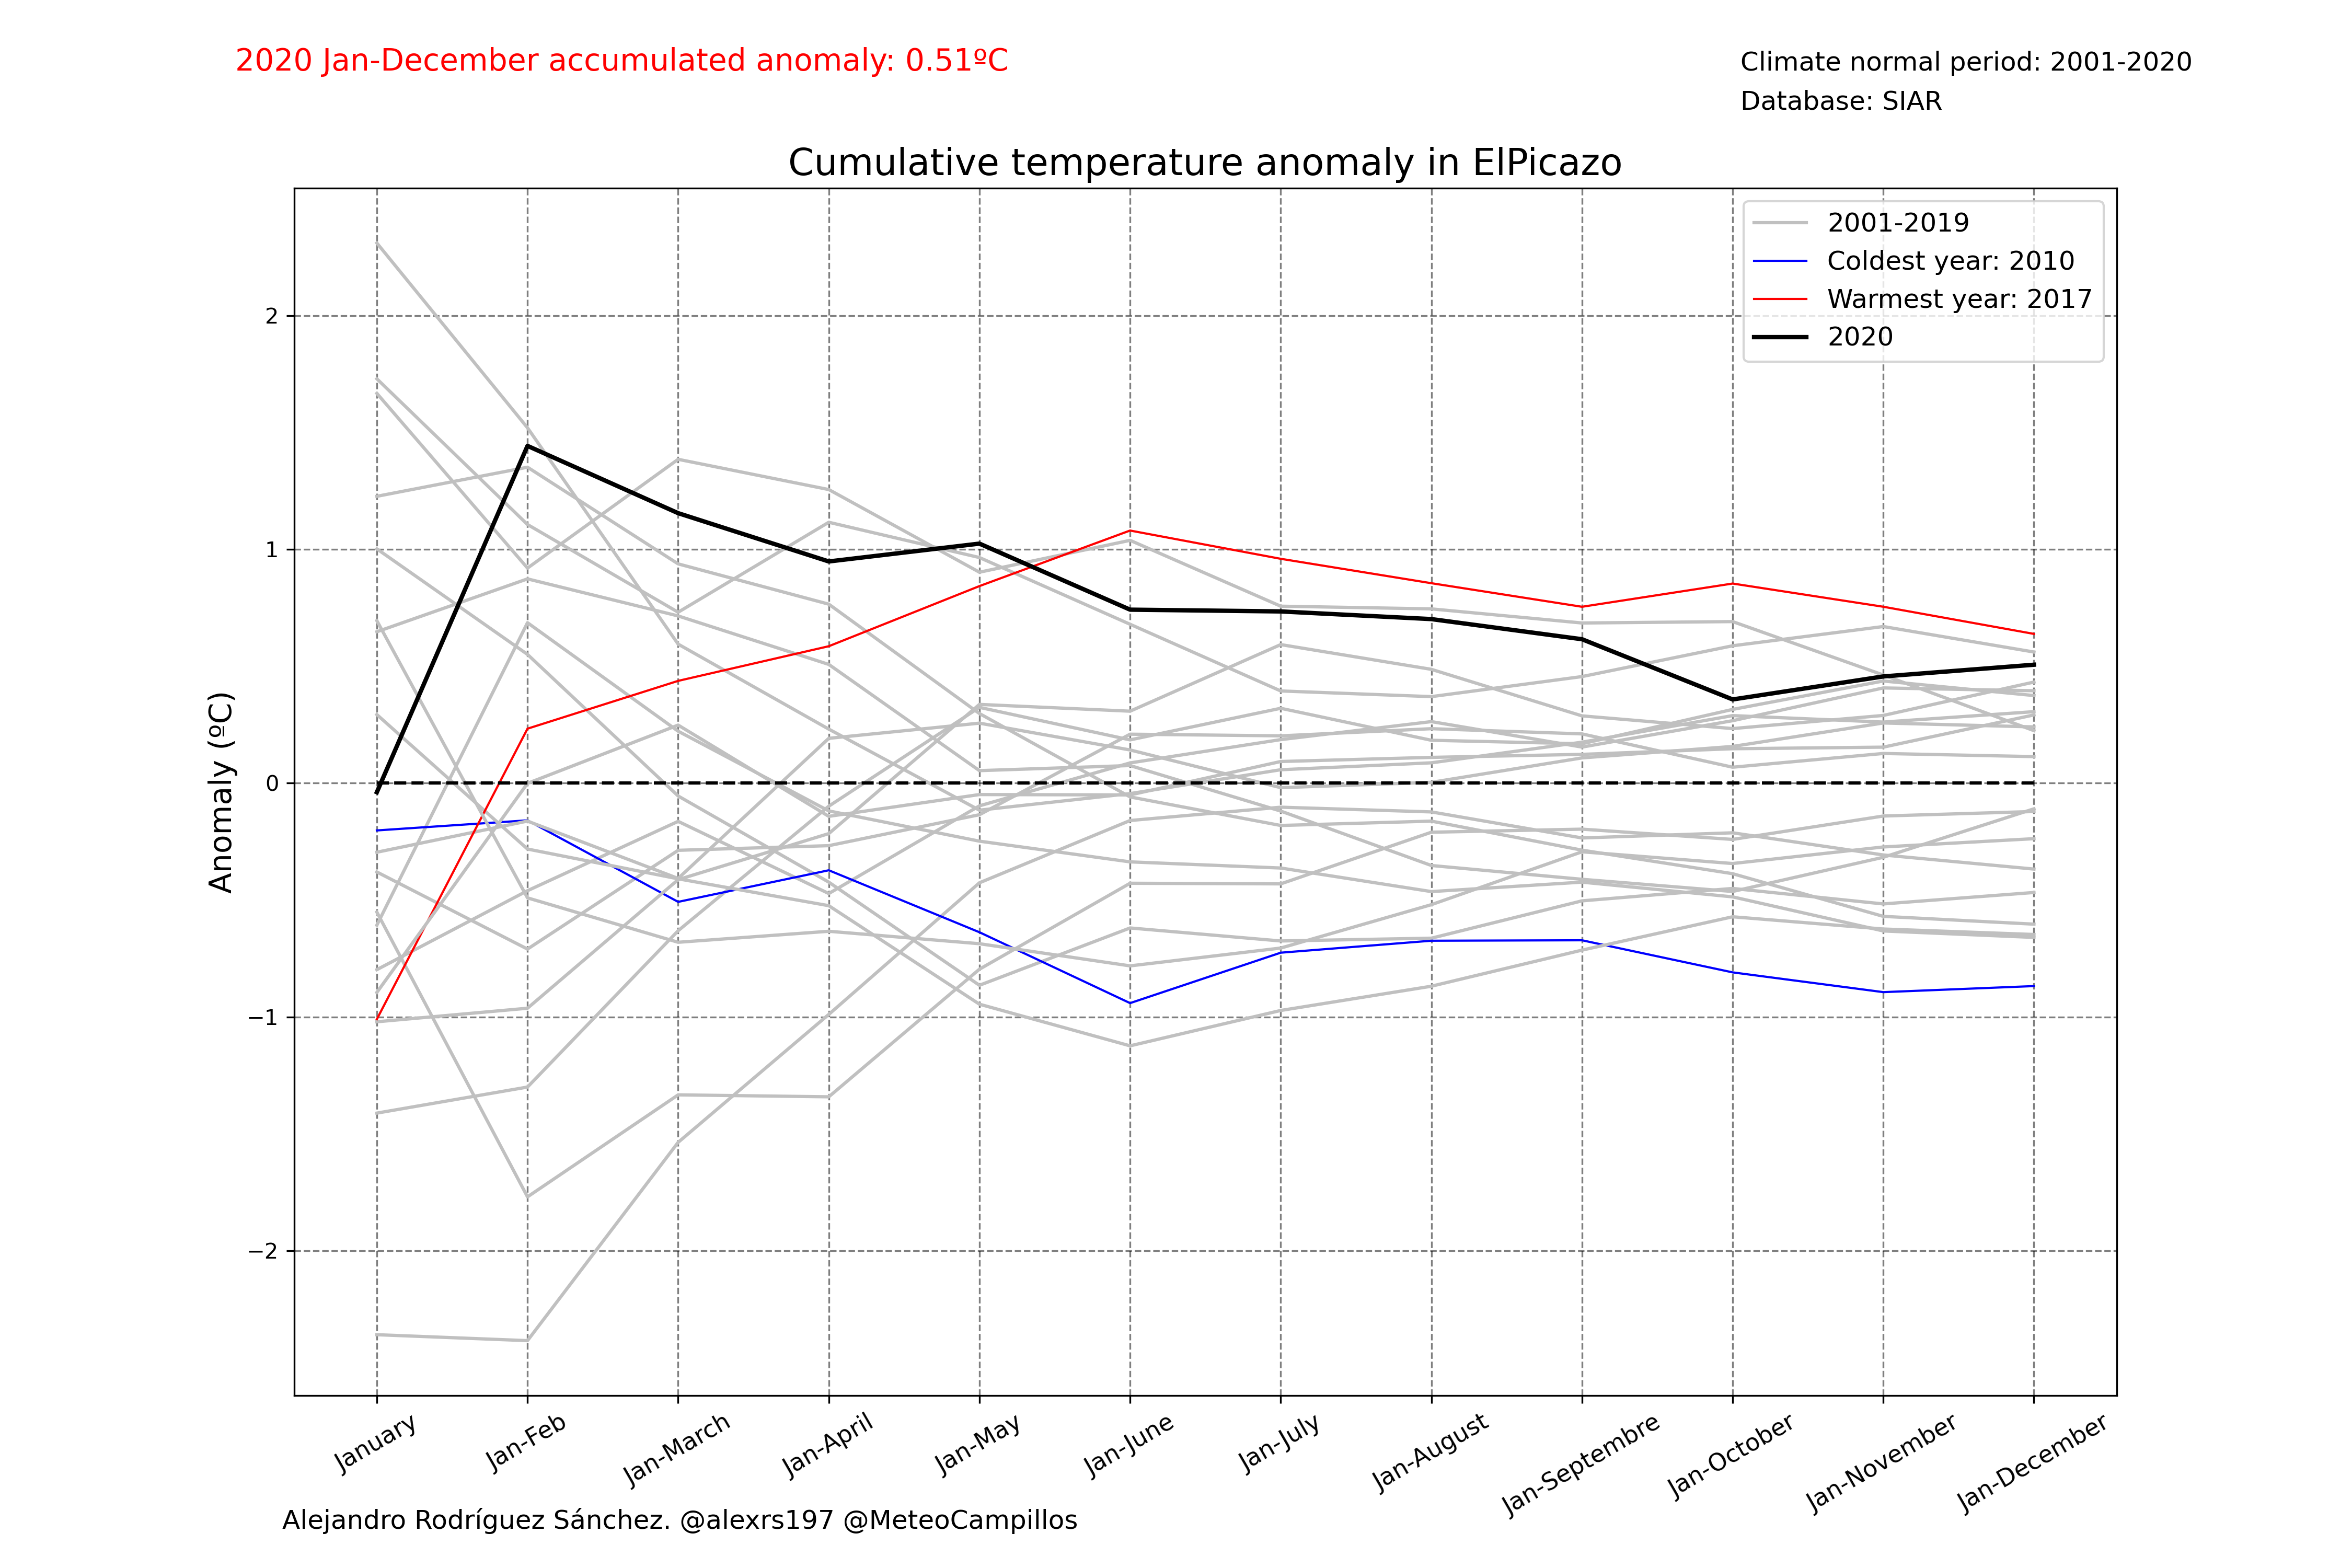 2020 Jan-December accumulated anomaly: 0.51ºC
Climate normal period: 2001-2020
Database: SIAR
Cumulative temperature anomaly in ElPicazo
2001-2019
Coldest year: 2010
Warmest year: 2017
2020
Anomaly (ºC)
2
1
0
−1
−2
January
Jan-Feb
Jan-March
Jan-April
Jan-May
Jan-June
Jan-July
Jan-August
Jan-Septembre
Jan-October
Jan-November
Jan-December
Alejandro Rodríguez Sánchez. @alexrs197 @MeteoCampillos